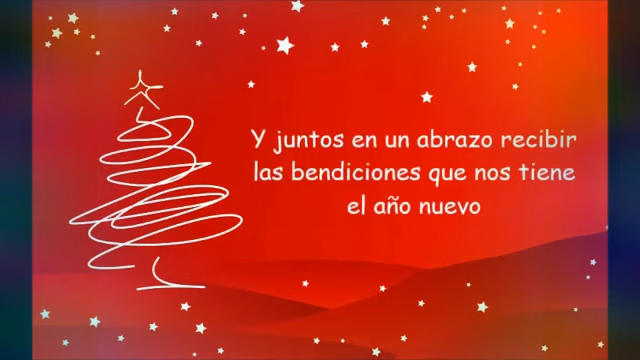 Y juntos en un abrazo recibir
las bendiciones que nos tiene
el año nuevo